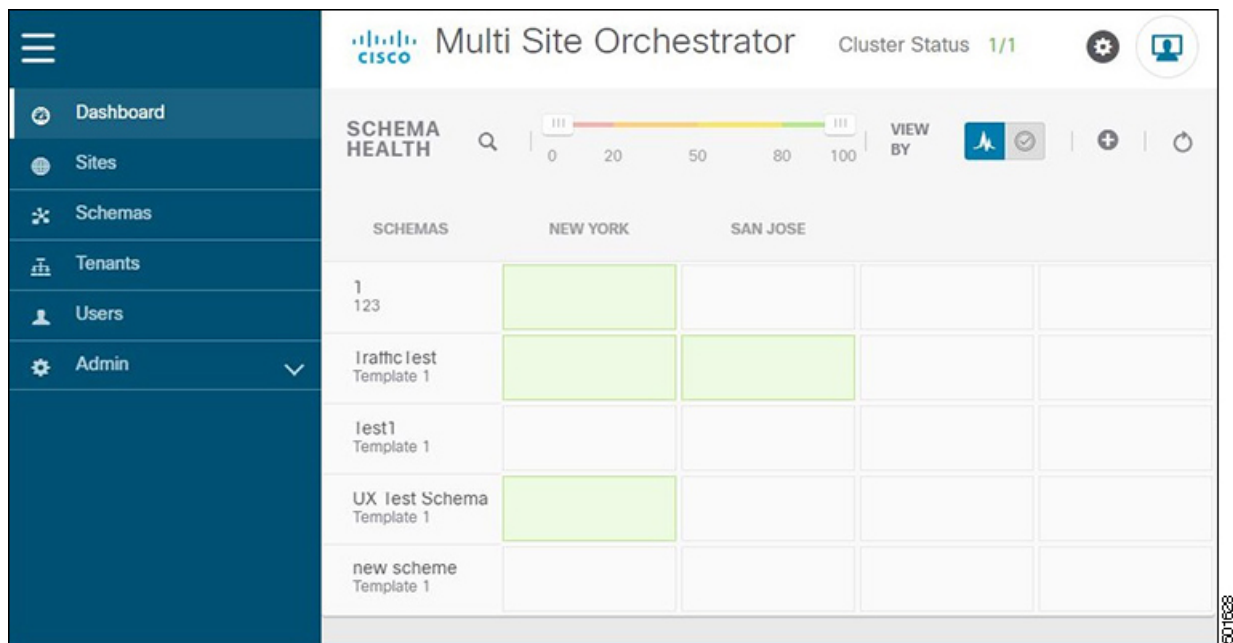 CISCO
Multi Site Orchestrator
Cluster Status 1/1
Dashboard
Sites
Schemas
Tenants
Users
Admin
SCHEMA
HEALTH
0 20 50 80 100
VIEW
BY
SCHEMAS NEW YORK SAN JOSE
1
123
TrafficTest
Template 1
Test1
Template 1
UX Test Schema
Template 1
new scheme
Template 1
501628